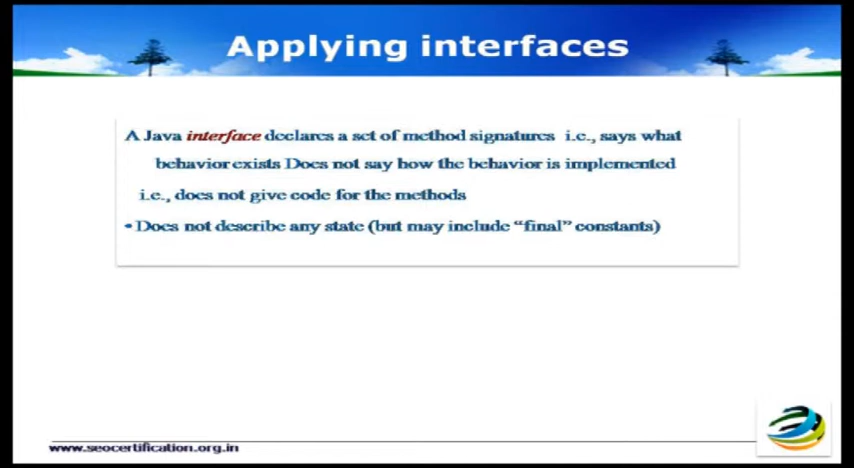 Applying interfaces
A Java interface declares a set of method signatures i.e., says what
behavior exists Does not say how the behavior is implemented
i.e., does not give code for the methods
• Does not describe any state (but may include “final” constants)
www.seocertification.org.in